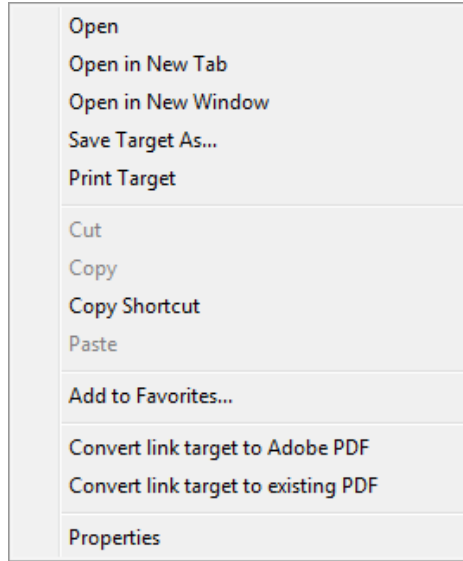 Open
Open in New Tab
Open in New Window
Save Target As...
Print Target
Cut
Copy
Copy Shortcut
Paste
Add to Favorites...
Convert link target to Adobe PDF
Convert link target to existing PDF
Properties